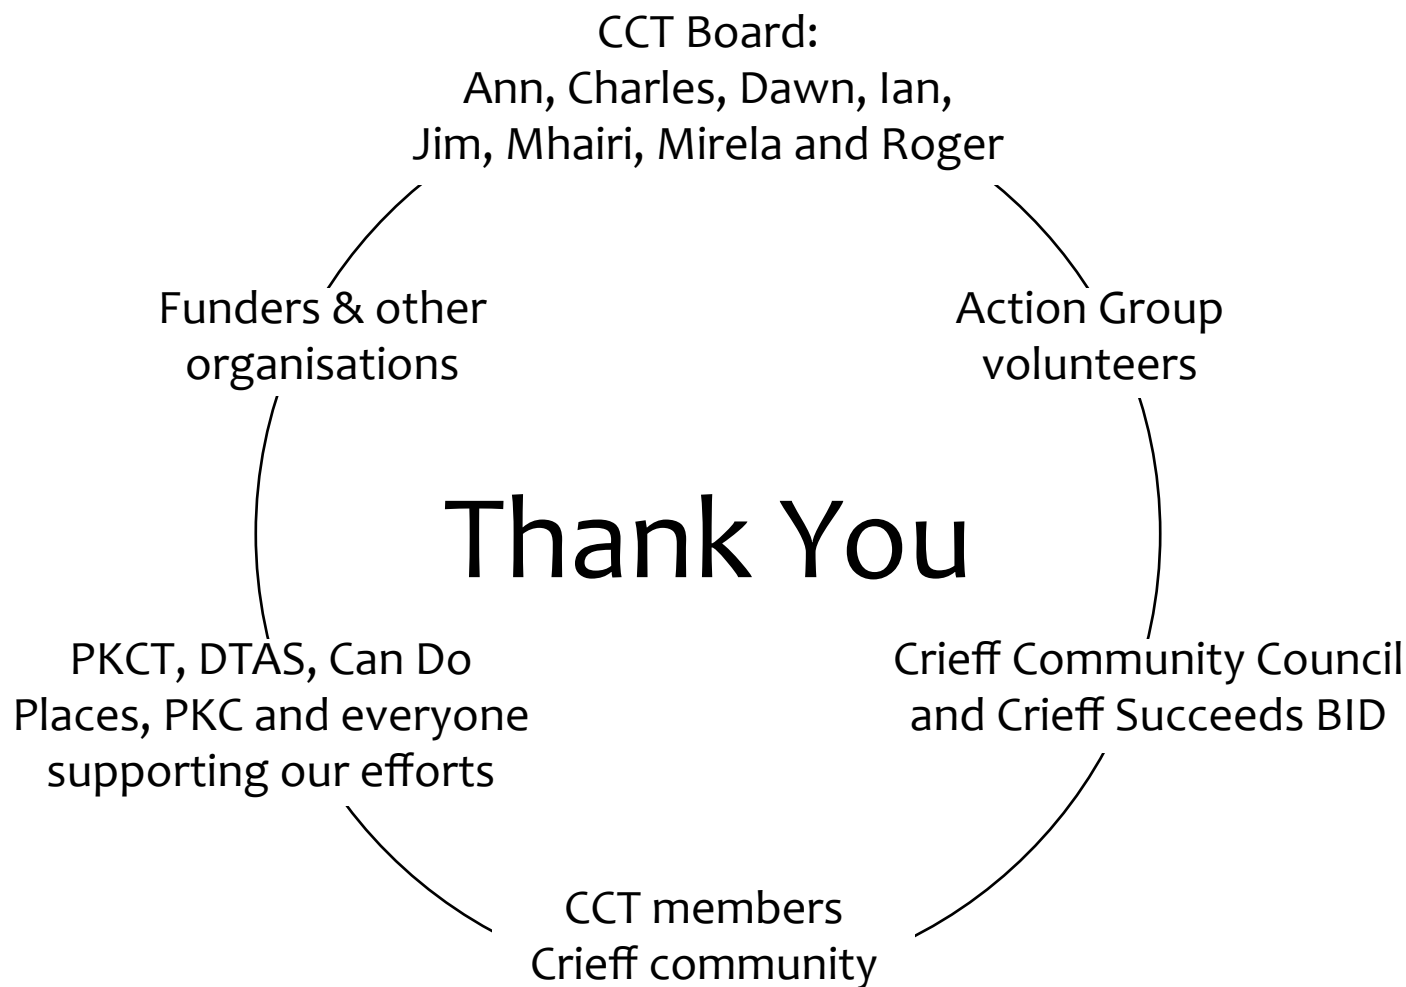 CCT Board:
Ann, Charles, Dawn, Ian,
Jim, Mhairi, Mirela and Roger
Funders & other
organisations
Action Group
volunteers
Thank You
PKCT, DTAS, Can Do
Places, PKC and everyone
supporting our efforts
Crieff Community Council
and Crieff Succeeds BID
CCT members
Crieff community